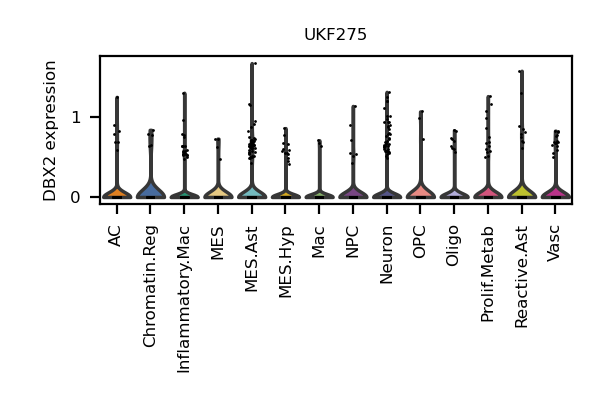 UKF275
DBX2 expression
1
0
AC
Chromatin.Reg
Inflammatory.Mac
MES
MES.Ast
MES.Hyp
Mac
NPC
Neuron
OPC
Oligo
Prolif.Metab
Reactive.Ast
Vasc